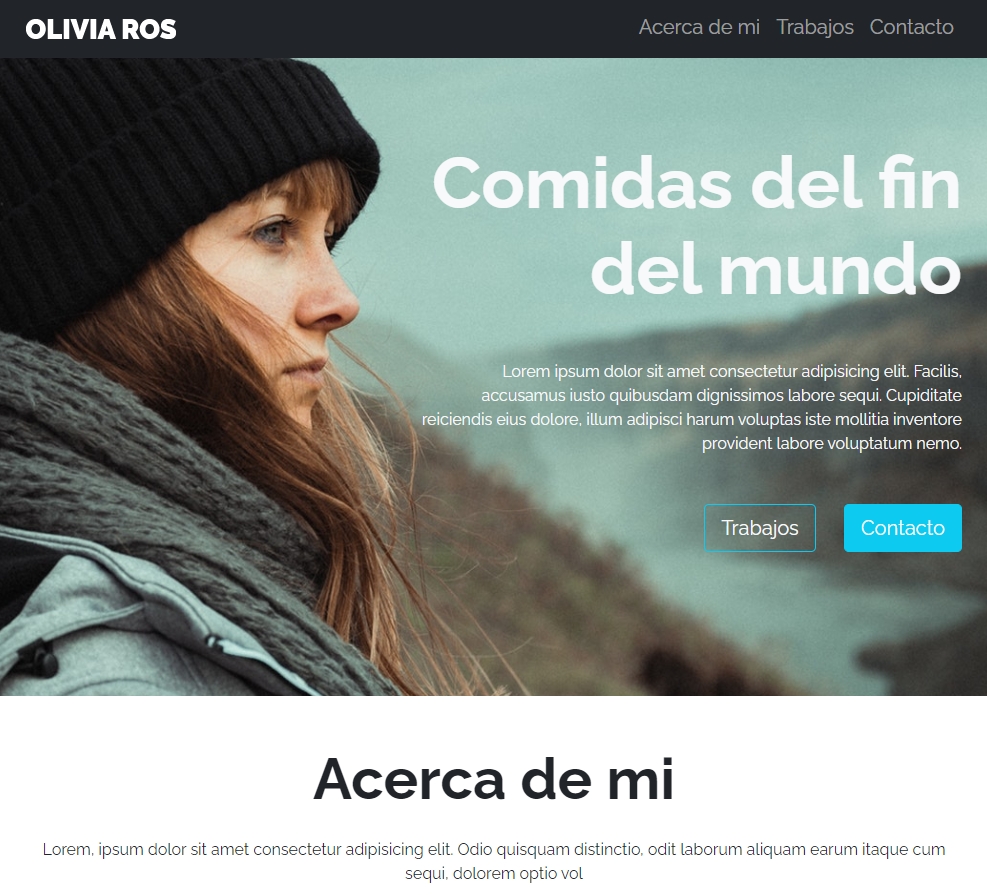 OLIVIA ROS
Acerca de mi Trabajos Contacto
Comidas del fin
del mundo
Lorem ipsum dolor sit amet consectetur adipisicing elit. Facilis,
accusamus iusto quibusdam dignissimos labore sequi. Cupiditate
reiciendis eius dolore, illum adipisci harum voluptas iste mollitia inventore
provident labore voluptatum nemo.
Trabajos Contacto
Acerca de mi
Lorem, ipsum dolor sit amet consectetur adipisicing elit. Odio quisquam distinctio, odit laborum aliquam earum itaque cum
sequi, dolorem optio vol